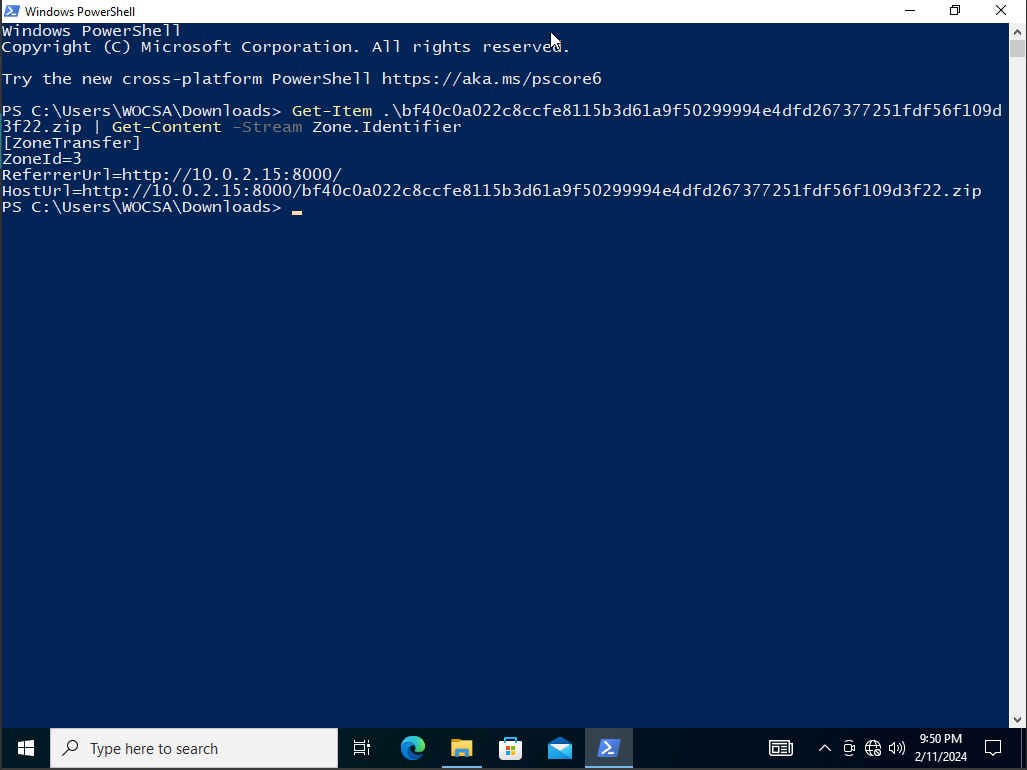 Windows PowerShell
Windows PowerShell
Copyright (C) Microsoft Corporation. All rights reserved.
Try the new cross-platform PowerShell https://aka.ms/pscore6
PS C:\Users\WOCSA\Downloads> Get-Item .\bf40c0a022c8ccfe8115b3d61a9f50299994e4dfd267377251fdf56f109d
3f22.zip | Get-Content -Stream Zone.Identifier
[ZoneTransfer]
ZoneId=3
ReferrerUrl=http://10.0.2.15:8000/
HostUrl=http://10.0.2.15:8000/bf40c0a022c8ccfe8115b3d61a9f50299994e4dfd267377251fdf56f109d3f22.zip
PS C:\Users\WOCSA\Downloads>
Type here to search
9:50 PM
2/11/2024